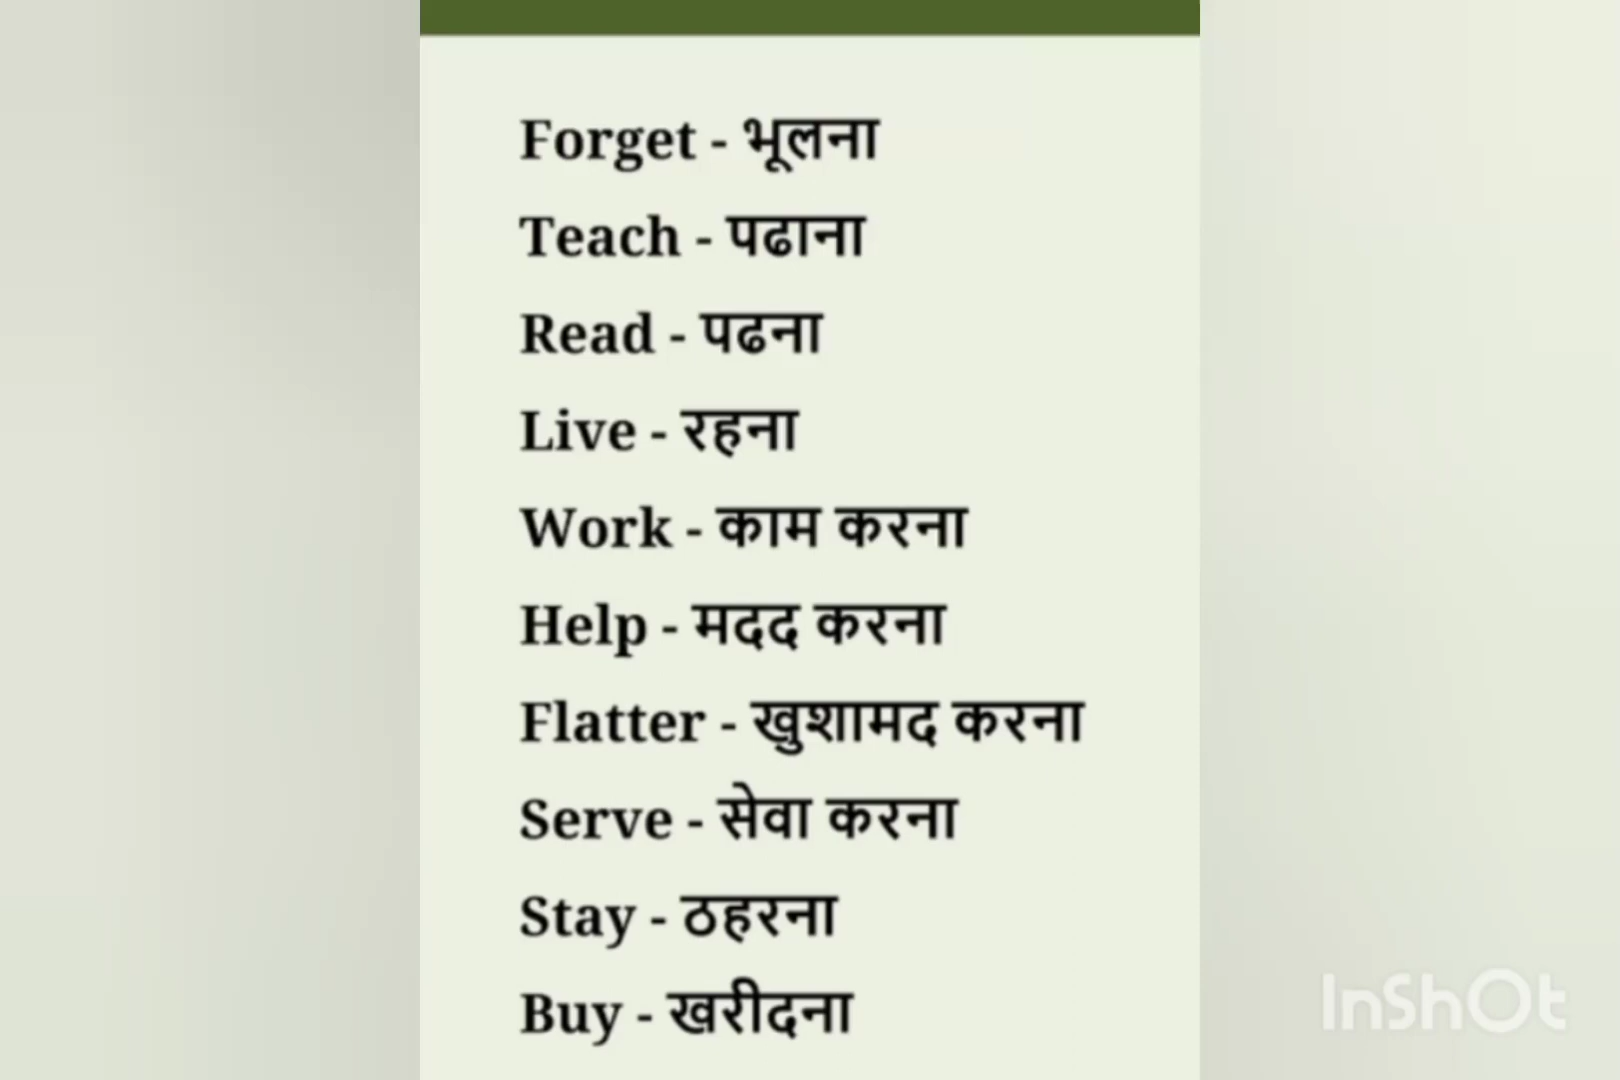 Forget - भूलना
Teach - पढाना
Read - पढना
Live - रहना
Work - काम करना
Help - मदद करना
Flatter - खुशामद करना
Serve - सेवा करना
Stay - ठहरना
Buy - खरीदना
InShOt